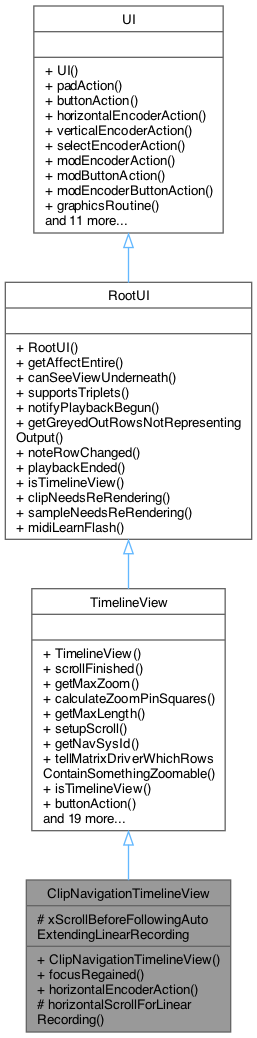 UI
+ UI()
+ padAction()
+ buttonAction()
+ horizontalEncoderAction()
+ verticalEncoderAction()
+ selectEncoderAction()
+ modEncoderAction()
+ modButtonAction()
+ modEncoderButtonAction()
+ graphicsRoutine()
and 11 more...
RootUI
+ RootUI()
+ getAffectEntire()
+ canSeeViewUnderneath()
+ supportsTriplets()
+ notifyPlaybackBegun()
+ getGreyedOutRowsNotRepresenting
Output()
+ noteRowChanged()
+ playbackEnded()
+ isTimelineView()
+ clipNeedsReRendering()
+ sampleNeedsReRendering()
+ midiLearnFlash()
TimelineView
+ TimelineView()
+ scrollFinished()
+ getMaxZoom()
+ calculateZoomPinSquares()
+ getMaxLength()
+ setupScroll()
+ getNavSysId()
+ tellMatrixDriverWhichRows
ContainSomethingZoomable()
+ isTimelineView()
+ buttonAction()
and 19 more...
ClipNavigationTimelineView
# xScrollBeforeFollowingAuto
ExtendingLinearRecording
+ ClipNavigationTimelineView()
+ focusRegained()
+ horizontalEncoderAction()
# horizontalScrollForLinear
Recording()